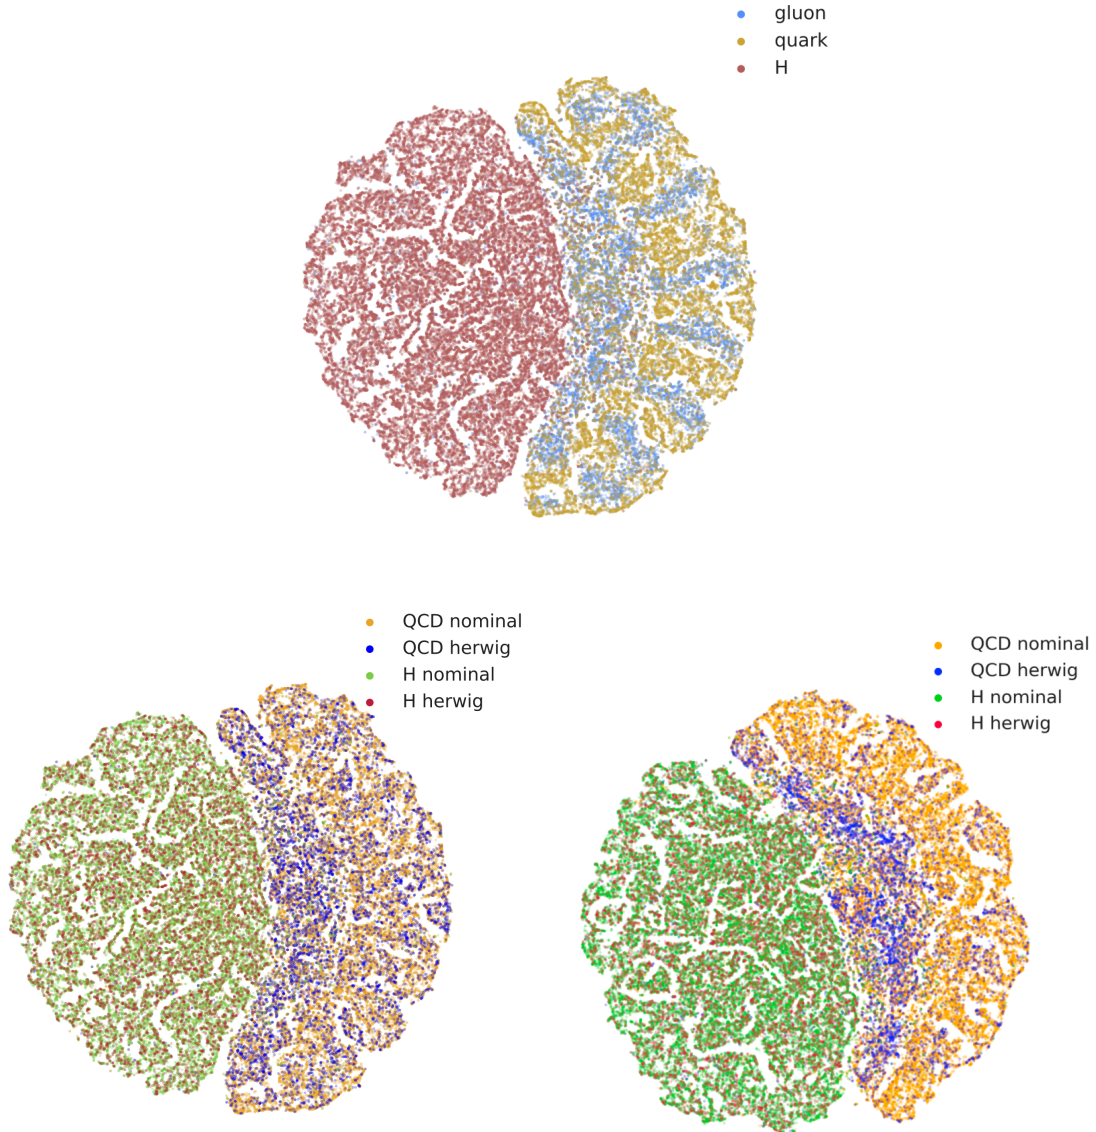 gluon
quark
H
QCD nominal
QCD herwig
H nominal
H herwig
QCD nominal
QCD herwig
H nominal
H herwig